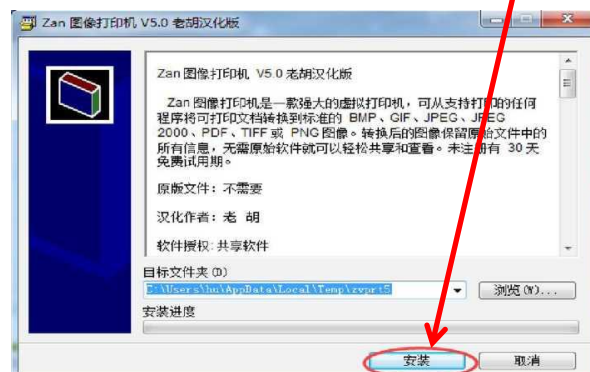 Zan 图像打印机 V5.0 老胡汉化版
Zan 图像打印机 V5.0 老胡汉化版
Zan 图像打印机是一款强大的虚拟打印机，可从支持打印的任何
程序将可打印文档转换到标准的 BMP、GIF、JPEG、JPEG
2000、PDF、TIFF 或 PNG 图像。转换后的图像保留原始文件中的
所有信息，无需原始软件就可以轻松共享和查看。未注册有 30 天
免费试用期。
原版文件：不需要
汉化作者：老 胡
软件授权：共享软件
目标文件夹(D)
C:\Users\hu\AppData\Local\Temp\zvprt5
浏览(W)...
安装进度
安装
取消